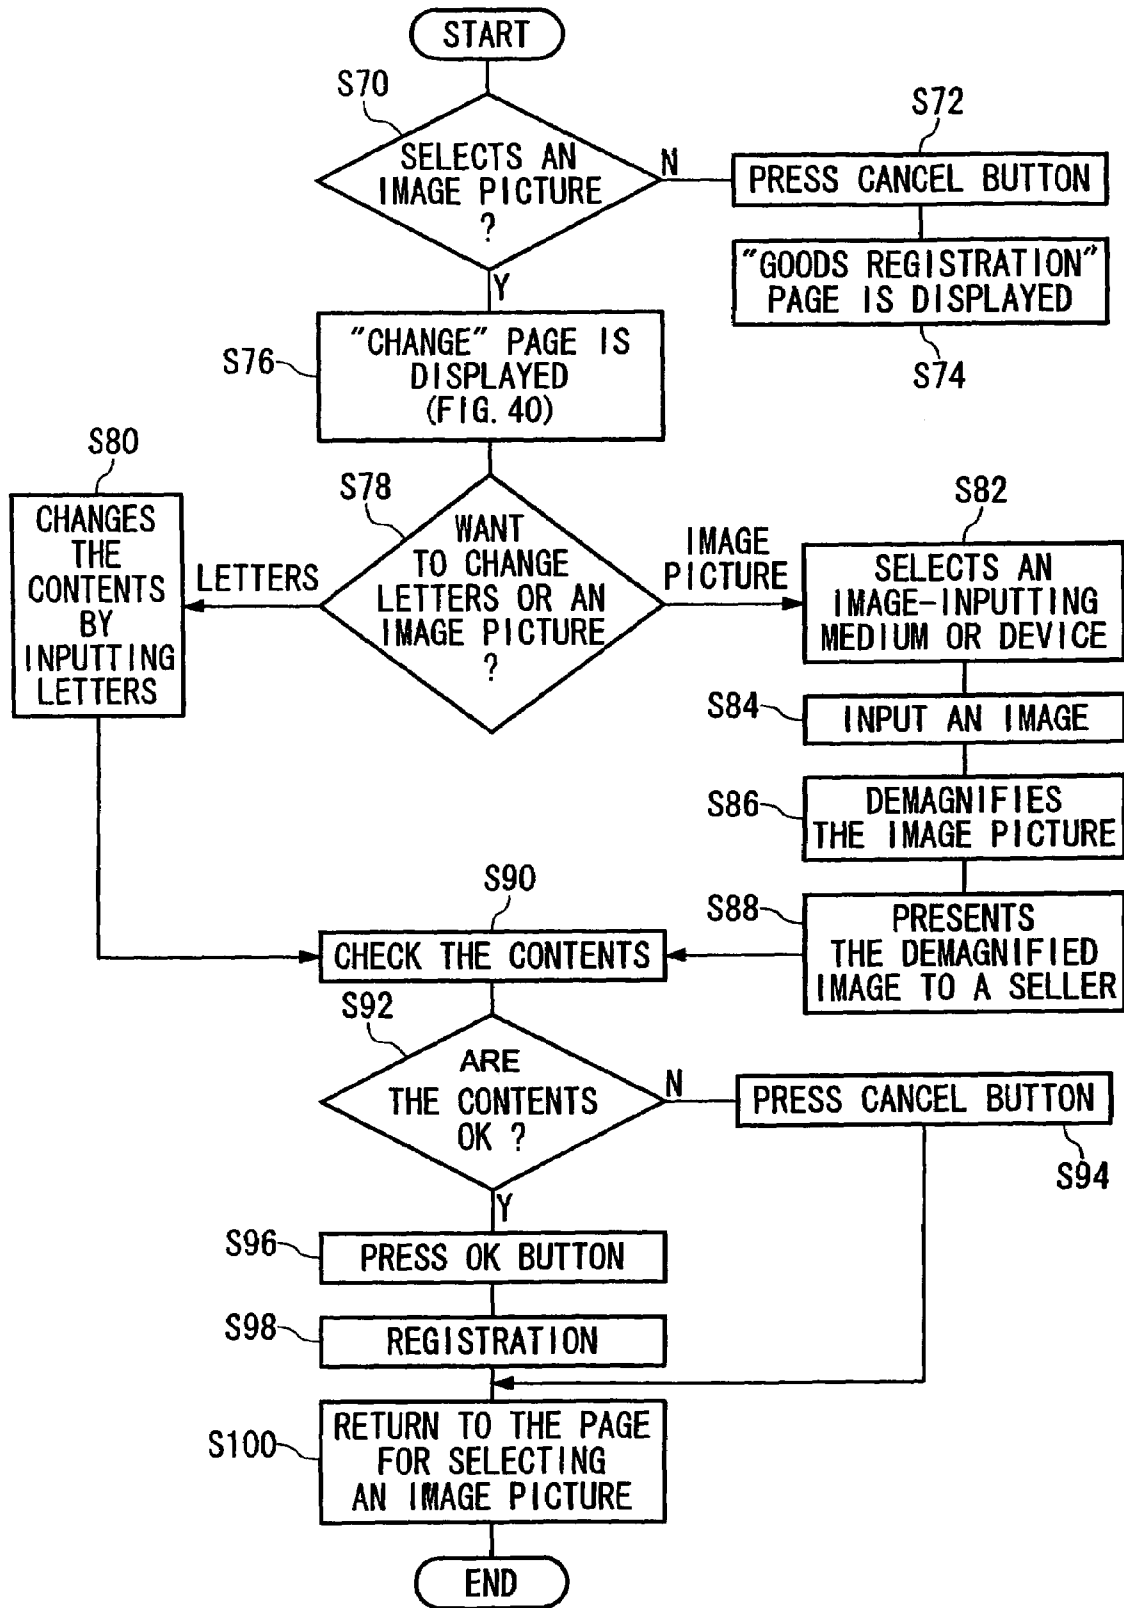 START
S70
SELECTS AN
IMAGE PICTURE
?
N
Y
S72
PRESS CANCEL BUTTON
"GOODS REGISTRATION"
PAGE IS DISPLAYED
S74
S76
"CHANGE" PAGE IS
DISPLAYED
(FIG. 40)
S78
WANT
TO CHANGE
LETTERS OR AN
IMAGE PICTURE
?
LETTERS
IMAGE
PICTURE
S80
CHANGES
THE
CONTENTS
BY
INPUTTING
LETTERS
S82
SELECTS AN
IMAGE-INPUTTING
MEDIUM OR DEVICE
S84
INPUT AN IMAGE
S86
DEMAGNIFIES
THE IMAGE PICTURE
S88
PRESENTS
THE DEMAGNIFIED
IMAGE TO A SELLER
S90
CHECK THE CONTENTS
S92
ARE
THE CONTENTS
OK ?
N
Y
PRESS CANCEL BUTTON
S94
S96
PRESS OK BUTTON
S98
REGISTRATION
S100
RETURN TO THE PAGE
FOR SELECTING
AN IMAGE PICTURE
END